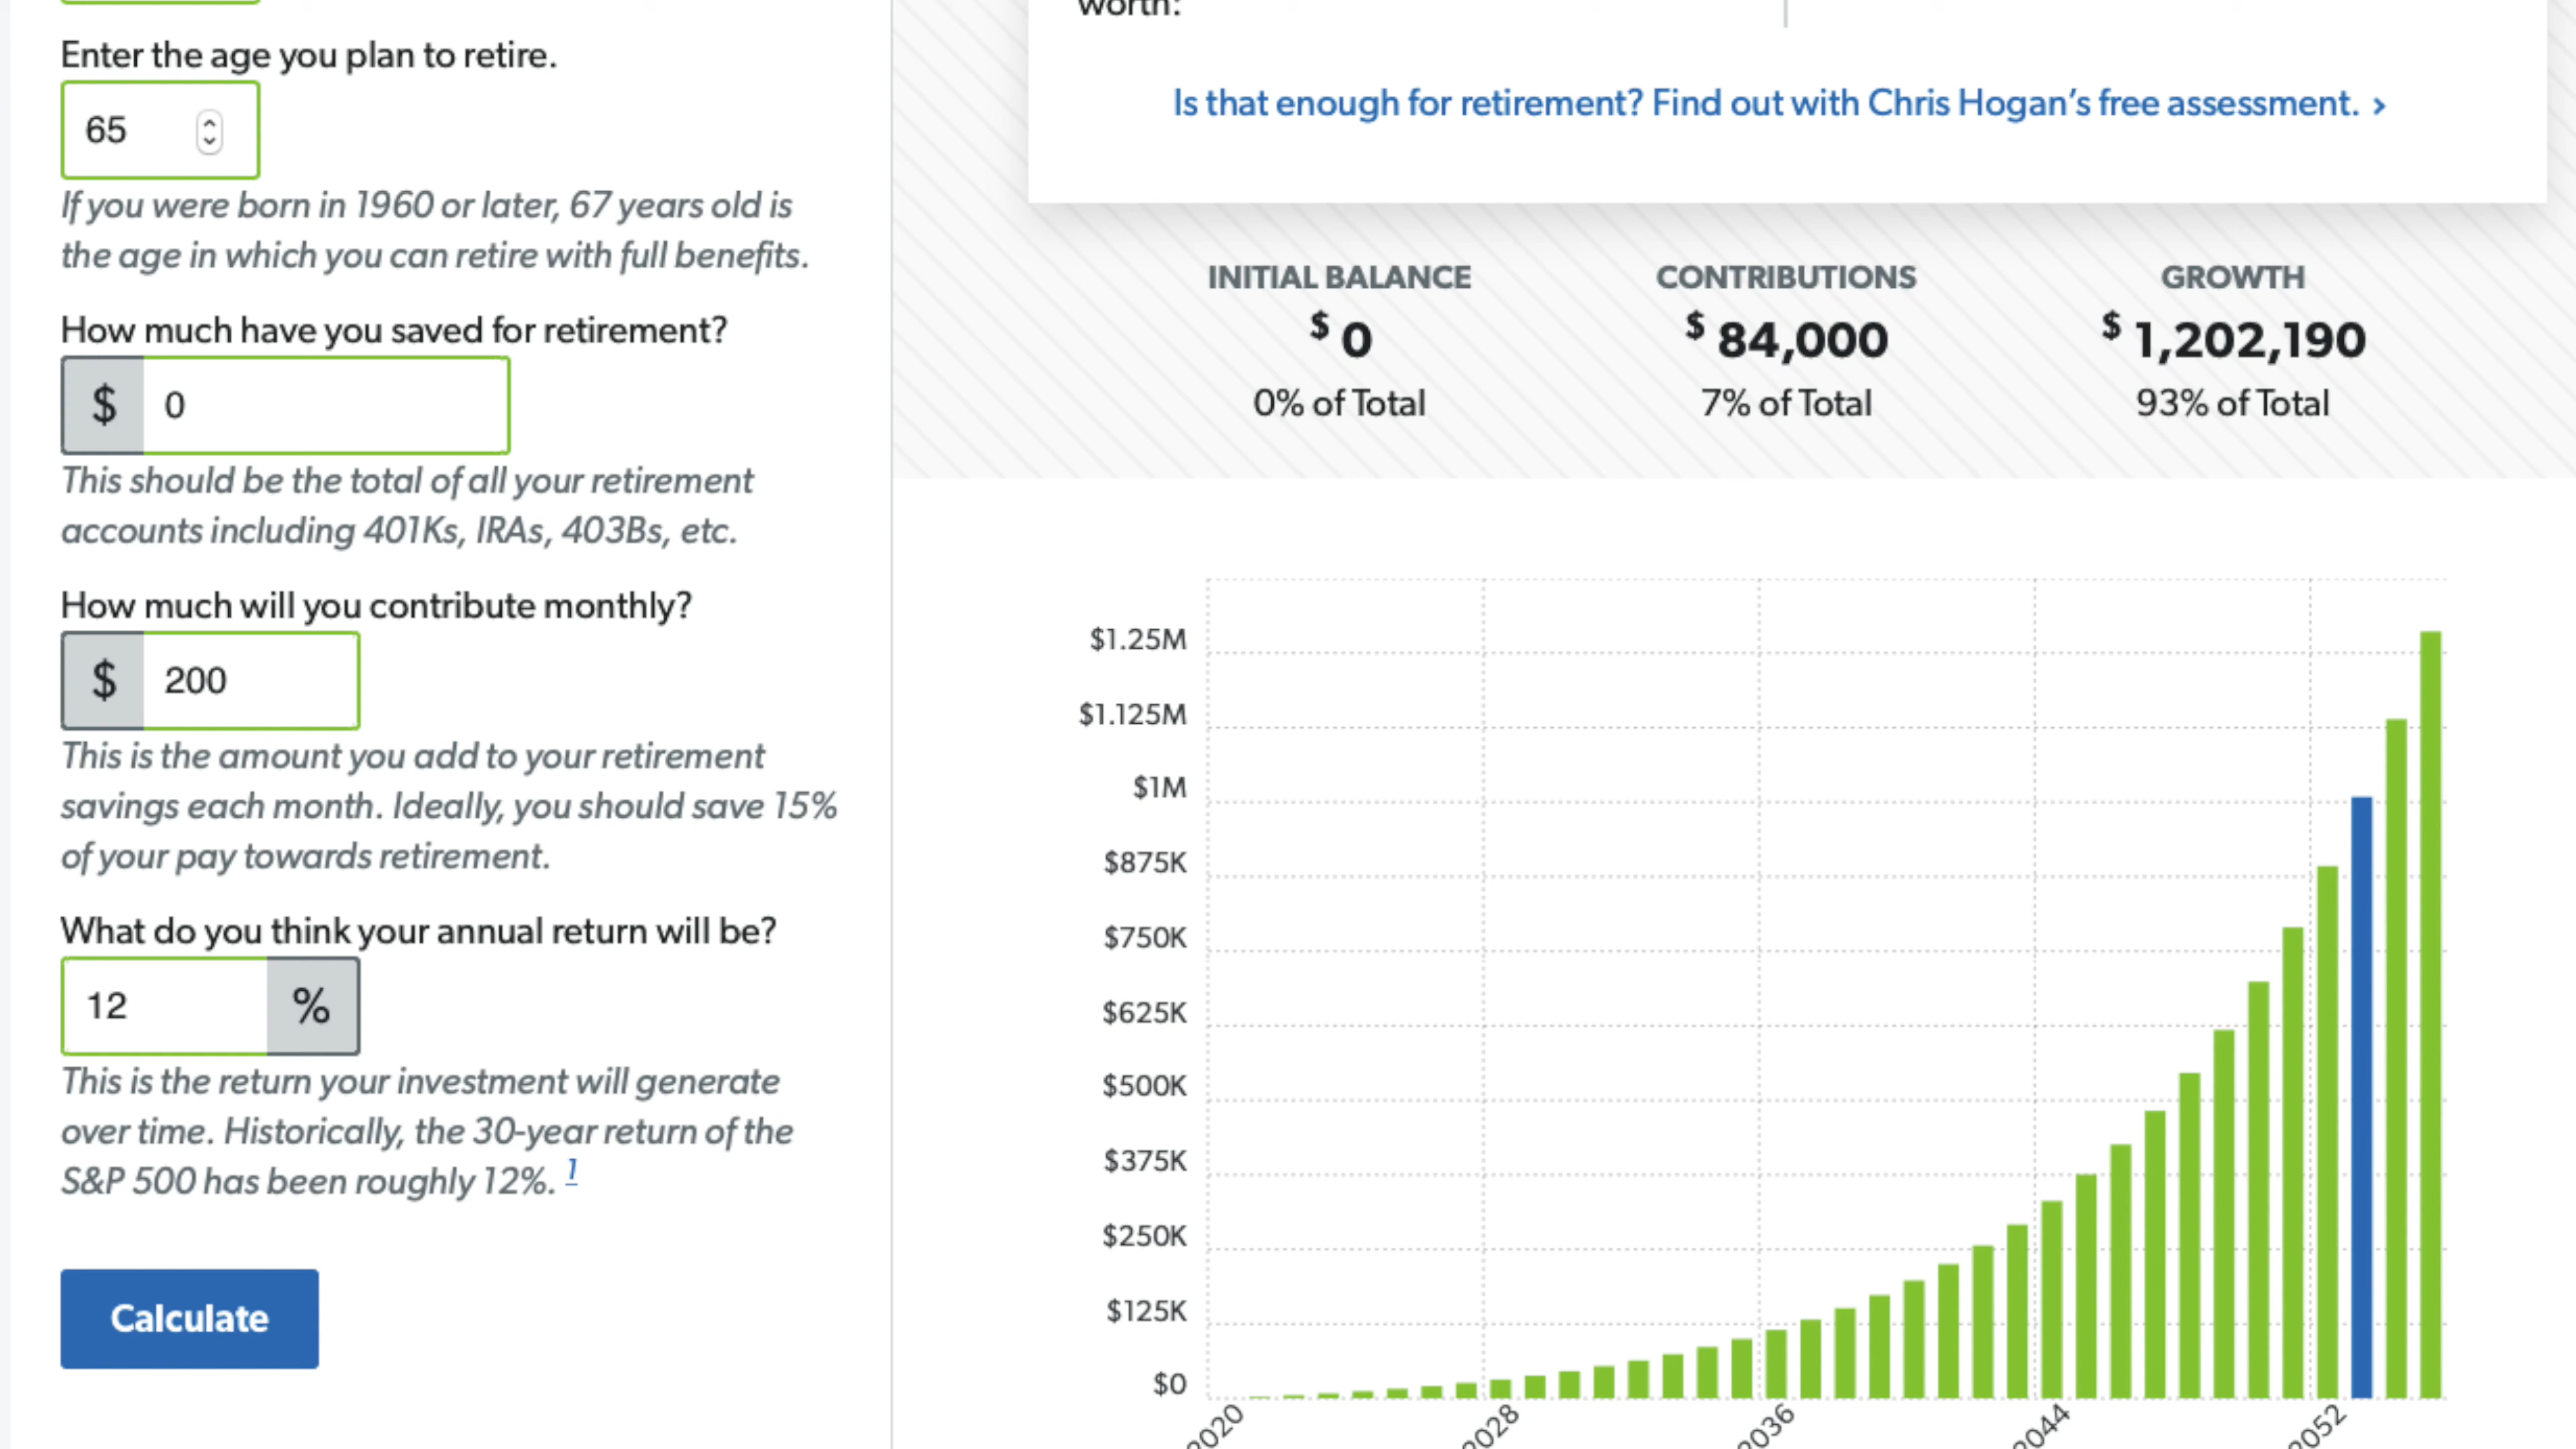 Enter the age you plan to retire.
65
If you were born in 1960 or later, 67 years old is
the age in which you can retire with full benefits.
How much have you saved for retirement?
$ 0
This should be the total of all your retirement
accounts including 401Ks, IRAs, 403Bs, etc.
How much will you contribute monthly?
$ 200
This is the amount you add to your retirement
savings each month. Ideally, you should save 15%
of your pay towards retirement.
What do you think your annual return will be?
12 %
This is the return your investment will generate
over time. Historically, the 30-year return of the
S&P 500 has been roughly 12%. 1
Calculate
worth:
Is that enough for retirement? Find out with Chris Hogan's free assessment. >
INITIAL BALANCE
$ 0
0% of Total
CONTRIBUTIONS
$ 84,000
7% of Total
GROWTH
$ 1,202,190
93% of Total
$1.25M
$1.125M
$1M
$875K
$750K
$625K
$500K
$375K
$250K
$125K
$0
2020
2028
2036
2044
2052